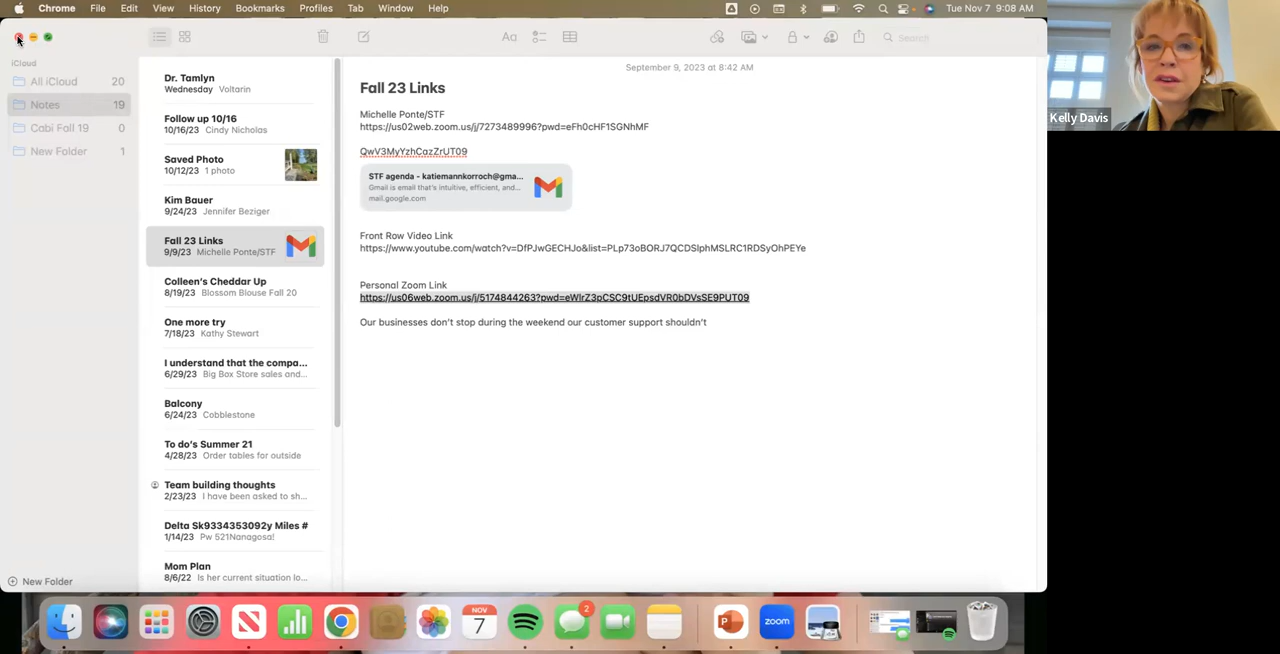 Chrome File Edit View History Bookmarks Profiles Tab Window Help
Tue Nov 7 9:08 AM
Kelly Davis
Search
iCloud
All iCloud 20
Notes 19
Cabi Fall 19 0
New Folder 1
New Folder
Dr. Tamlyn
Wednesday Voltarin
Follow up 10/16
10/16/23 Cindy Nicholas
Saved Photo
10/12/23 1 photo
Kim Bauer
9/24/23 Jennifer Beziger
Fall 23 Links
9/9/23 Michelle Ponte/STF
Colleen's Cheddar Up
8/19/23 Blossom Blouse Fall 20
One more try
7/18/23 Kathy Stewart
I understand that the compa...
6/29/23 Big Box Store sales and...
Balcony
6/24/23 Cobblestone
To do's Summer 21
4/28/23 Order tables for outside
Team building thoughts
2/23/23 I have been asked to sh...
Delta Sk9334353092y Miles #
1/14/23 Pw 521Nanagosa!
Mom Plan
8/6/22 Is her current situation lo...
September 9, 2023 at 8:42 AM
Fall 23 Links
Michelle Ponte/STF
https://us02web.zoom.us/j/7273489996?pwd=eFh0cHF1SGNhMF
QwV3MyYzhCazZrUT09
STF agenda - katiemannkorroch@gma...
Gmail is email that's intuitive, efficient, and...
mail.google.com
Front Row Video Link
https://www.youtube.com/watch?v=DfPJwGECHJo&list=PLp73oBORJ7QCDSlphMSLRC1RDSyOhPEYe
Personal Zoom Link
https://us06web.zoom.us/j/5174844263?pwd=eWlrZ3pCSC9tUEpsdVR0bDVsSE9PUT09
Our businesses don't stop during the weekend our customer support shouldn't
Aa
NOV
7
2
zoom